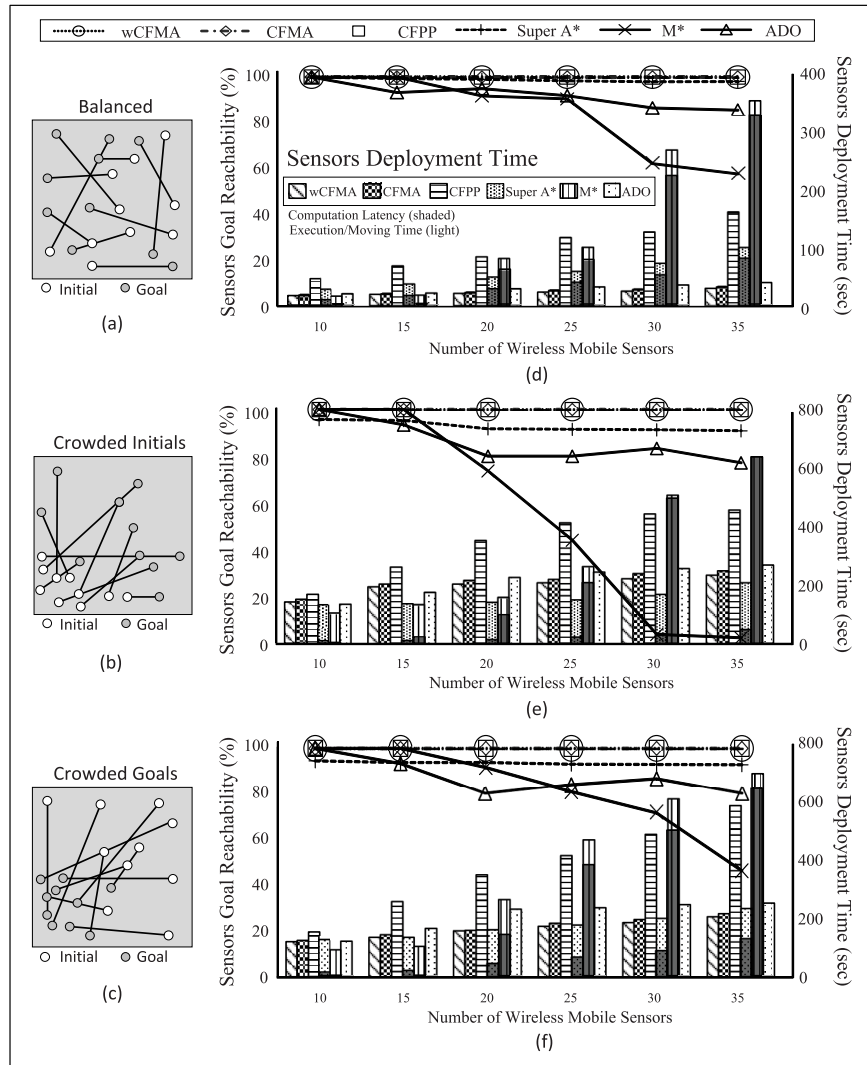 wCFMA CFMA CFPP Super A* M* ADO
Balanced
Initial Goal
(a)
Sensors Goal Reachability (%)
100
80
60
40
20
0
Sensors Deployment Time
wCFMA CFMA CFPP Super A* M* ADO
Computation Latency (shaded)
Execution/Moving Time (light)
400
300
200
100
0
Sensors Deployment Time (sec)
10 15 20 25 30 35
Number of Wireless Mobile Sensors
(d)
Crowded Initials
Initial Goal
(b)
Sensors Goal Reachability (%)
100
80
60
40
20
0
800
600
400
200
0
Sensors Deployment Time (sec)
10 15 20 25 30 35
Number of Wireless Mobile Sensors
(e)
Crowded Goals
Initial Goal
(c)
Sensors Goal Reachability (%)
100
80
60
40
20
0
800
600
400
200
0
Sensors Deployment Time (sec)
10 15 20 25 30 35
Number of Wireless Mobile Sensors
(f)